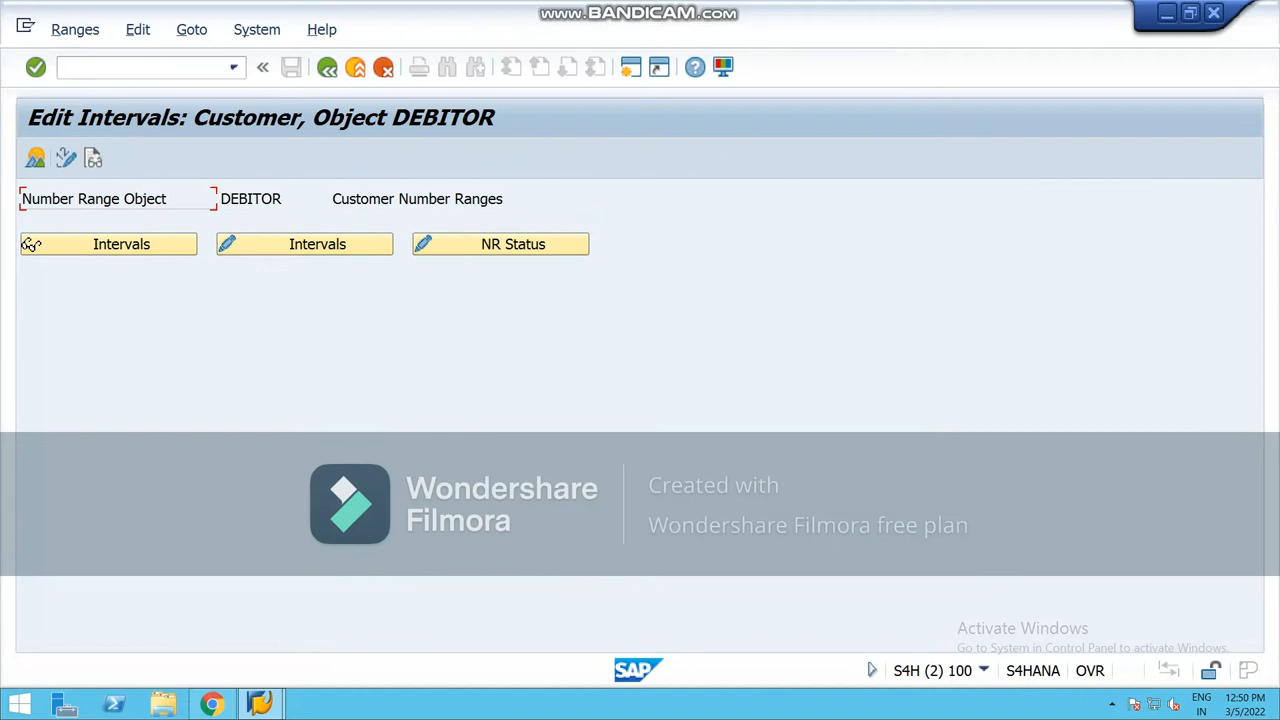 www.BANDICAM.com
Ranges Edit Goto System Help
Edit Intervals: Customer, Object DEBITOR
Number Range Object DEBITOR Customer Number Ranges
Intervals Intervals NR Status
Wondershare
Filmora
Created with
Wondershare Filmora free plan
Activate Windows
Go to System in Control Panel to activate Windows.
SAP S4H (2) 100 S4HANA OVR
ENG 12:50 PM
IN 3/5/2022